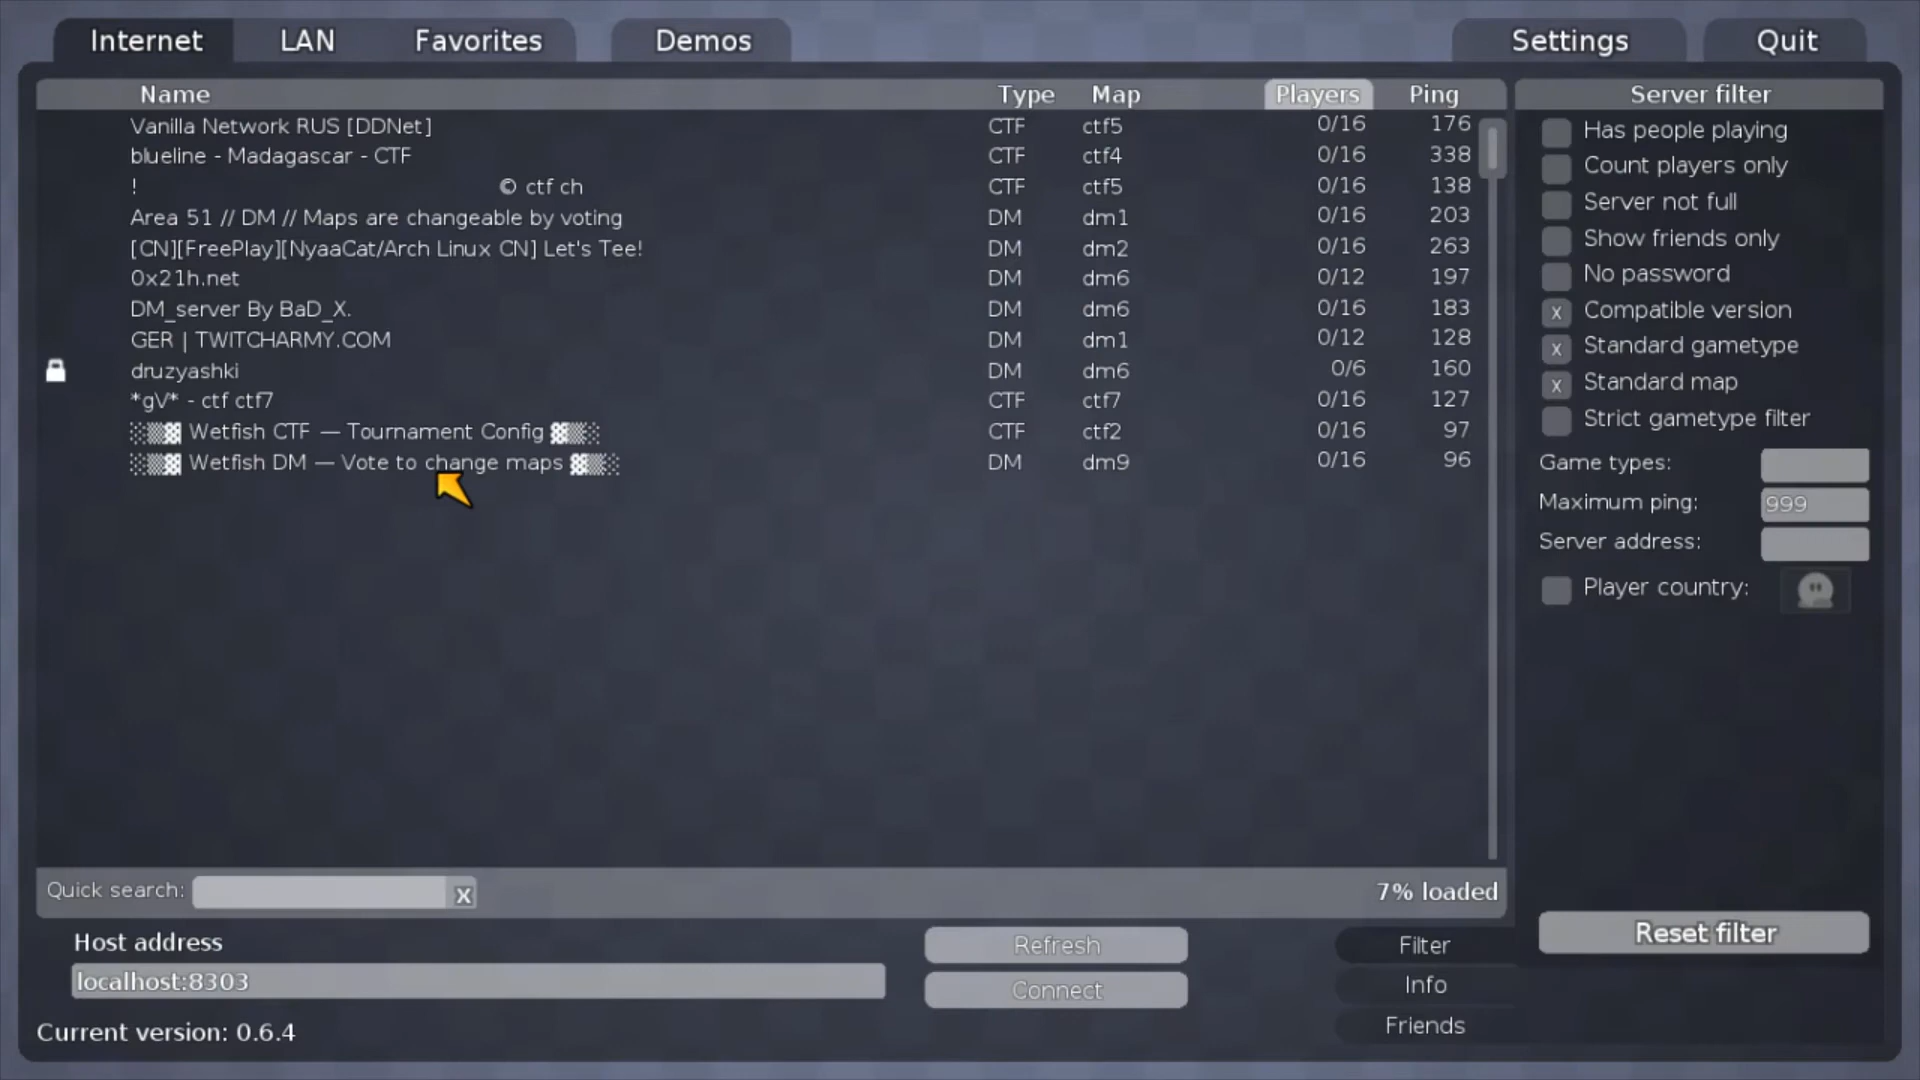 Internet LAN Favorites Demos Settings Quit
Name Type Map Players Ping
Vanilla Network RUS [DDNet] CTF ctf5 0/16 176
blueline - Madagascar - CTF CTF ctf4 0/16 338
! © ctf ch CTF ctf5 0/16 138
Area 51 // DM // Maps are changeable by voting DM dm1 0/16 203
[CN][FreePlay][NyaaCat/Arch Linux CN] Let's Tee! DM dm2 0/16 263
0x21h.net DM dm6 0/12 197
DM_server By BaD_X. DM dm6 0/16 183
GER | TWITCHARMY.COM DM dm1 0/12 128
druzyashki DM dm6 0/6 160
*gV* - ctf ctf7 CTF ctf7 0/16 127
░▒▓ Wetfish CTF — Tournament Config ▓▒░ CTF ctf2 0/16 97
░▒▓ Wetfish DM — Vote to change maps ▓▒░ DM dm9 0/16 96
Server filter
Has people playing
Count players only
Server not full
Show friends only
No password
x Compatible version
x Standard gametype
x Standard map
Strict gametype filter
Game types:
Maximum ping: 999
Server address:
Player country:
Reset filter
Quick search: x 7% loaded
Host address
localhost:8303
Refresh
Connect
Filter
Info
Friends
Current version: 0.6.4